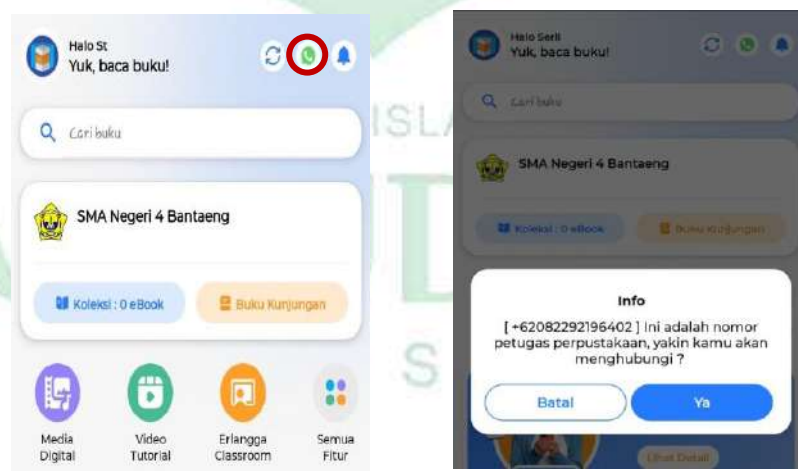 Halo St
Yuk, baca buku!
Cari buku
SMA Negeri 4 Bantaeng
Koleksi : 0 eBook
Buku Kunjungan
Media
Digital
Video
Tutorial
Erlangga
Classroom
Semua
Fitur
Halo Serli
Yuk, baca buku!
Cari buku
SMA Negeri 4 Bantaeng
Koleksi : 0 eBook
Buku Kunjungan
Info
[ +62082292196402 ] Ini adalah nomor
petugas perpustakaan, yakin kamu akan
menghubungi ?
Batal
Ya
Lihat Detail
ISL
S